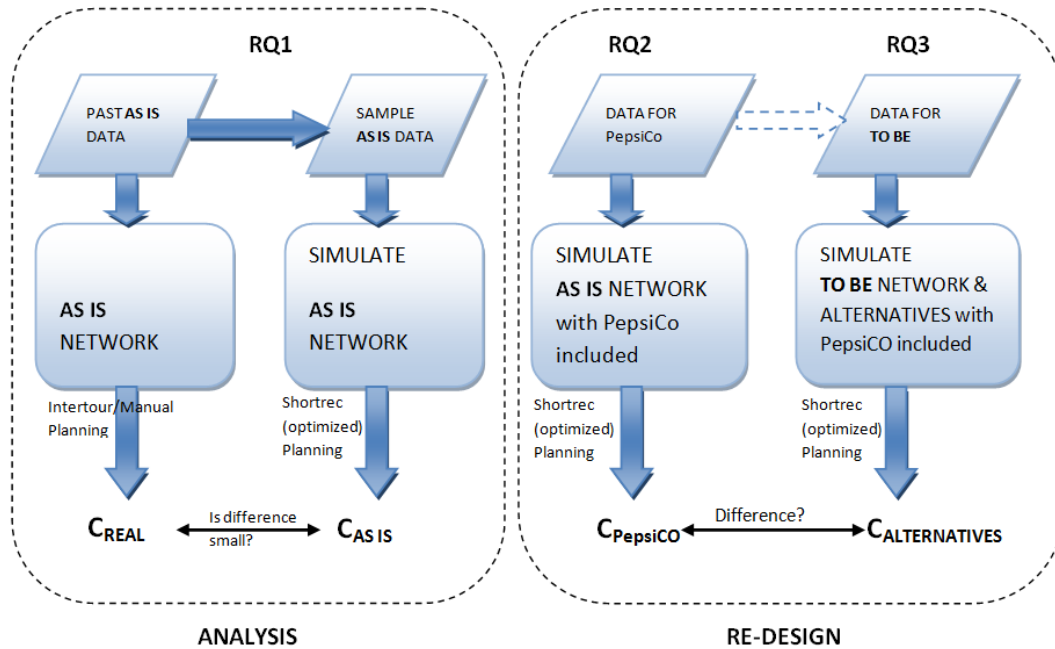 RQ1
PAST AS IS
DATA
SAMPLE
AS IS DATA
AS IS
NETWORK
SIMULATE
AS IS
NETWORK
Intertour/Manual
Planning
Shortrec
(optimized)
Planning
CREAL
Is difference
small?
CAS IS
ANALYSIS
RQ2
RQ3
DATA FOR
PepsiCo
DATA FOR
TO BE
SIMULATE
AS IS NETWORK
with PepsiCo
included
SIMULATE
TO BE NETWORK &
ALTERNATIVES with
PepsiCO included
Shortrec
(optimized)
Planning
Shortrec
(optimized)
Planning
CPepsiCO
Difference?
CALTERNATIVES
RE-DESIGN